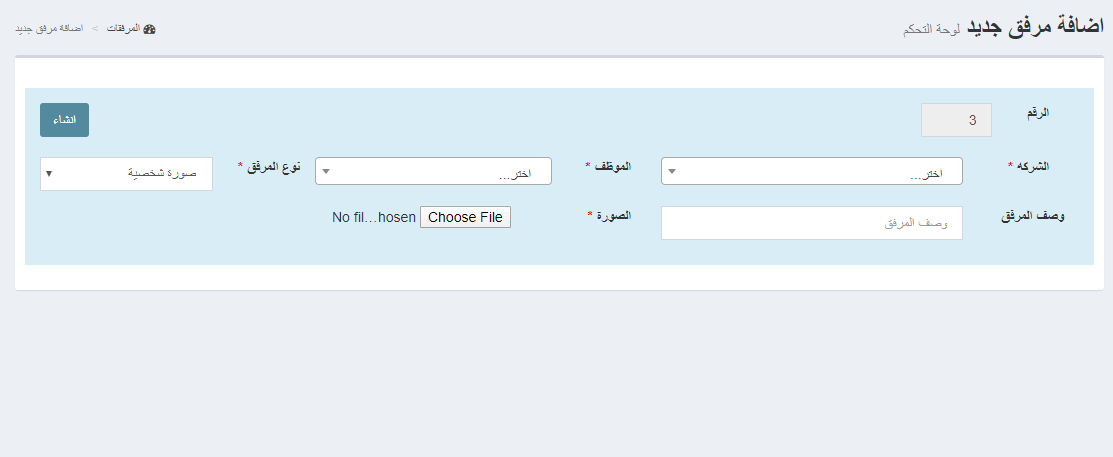 اضافة مرفق جديد لوحة التحكم
المرفقات > اضافة مرفق جديد
الرقم 3 انشاء
الشركه * اختر... الموظف * اختر... نوع المرفق * صورة شخصية
وصف المرفق وصف المرفق الصورة * Choose File No fil...hosen